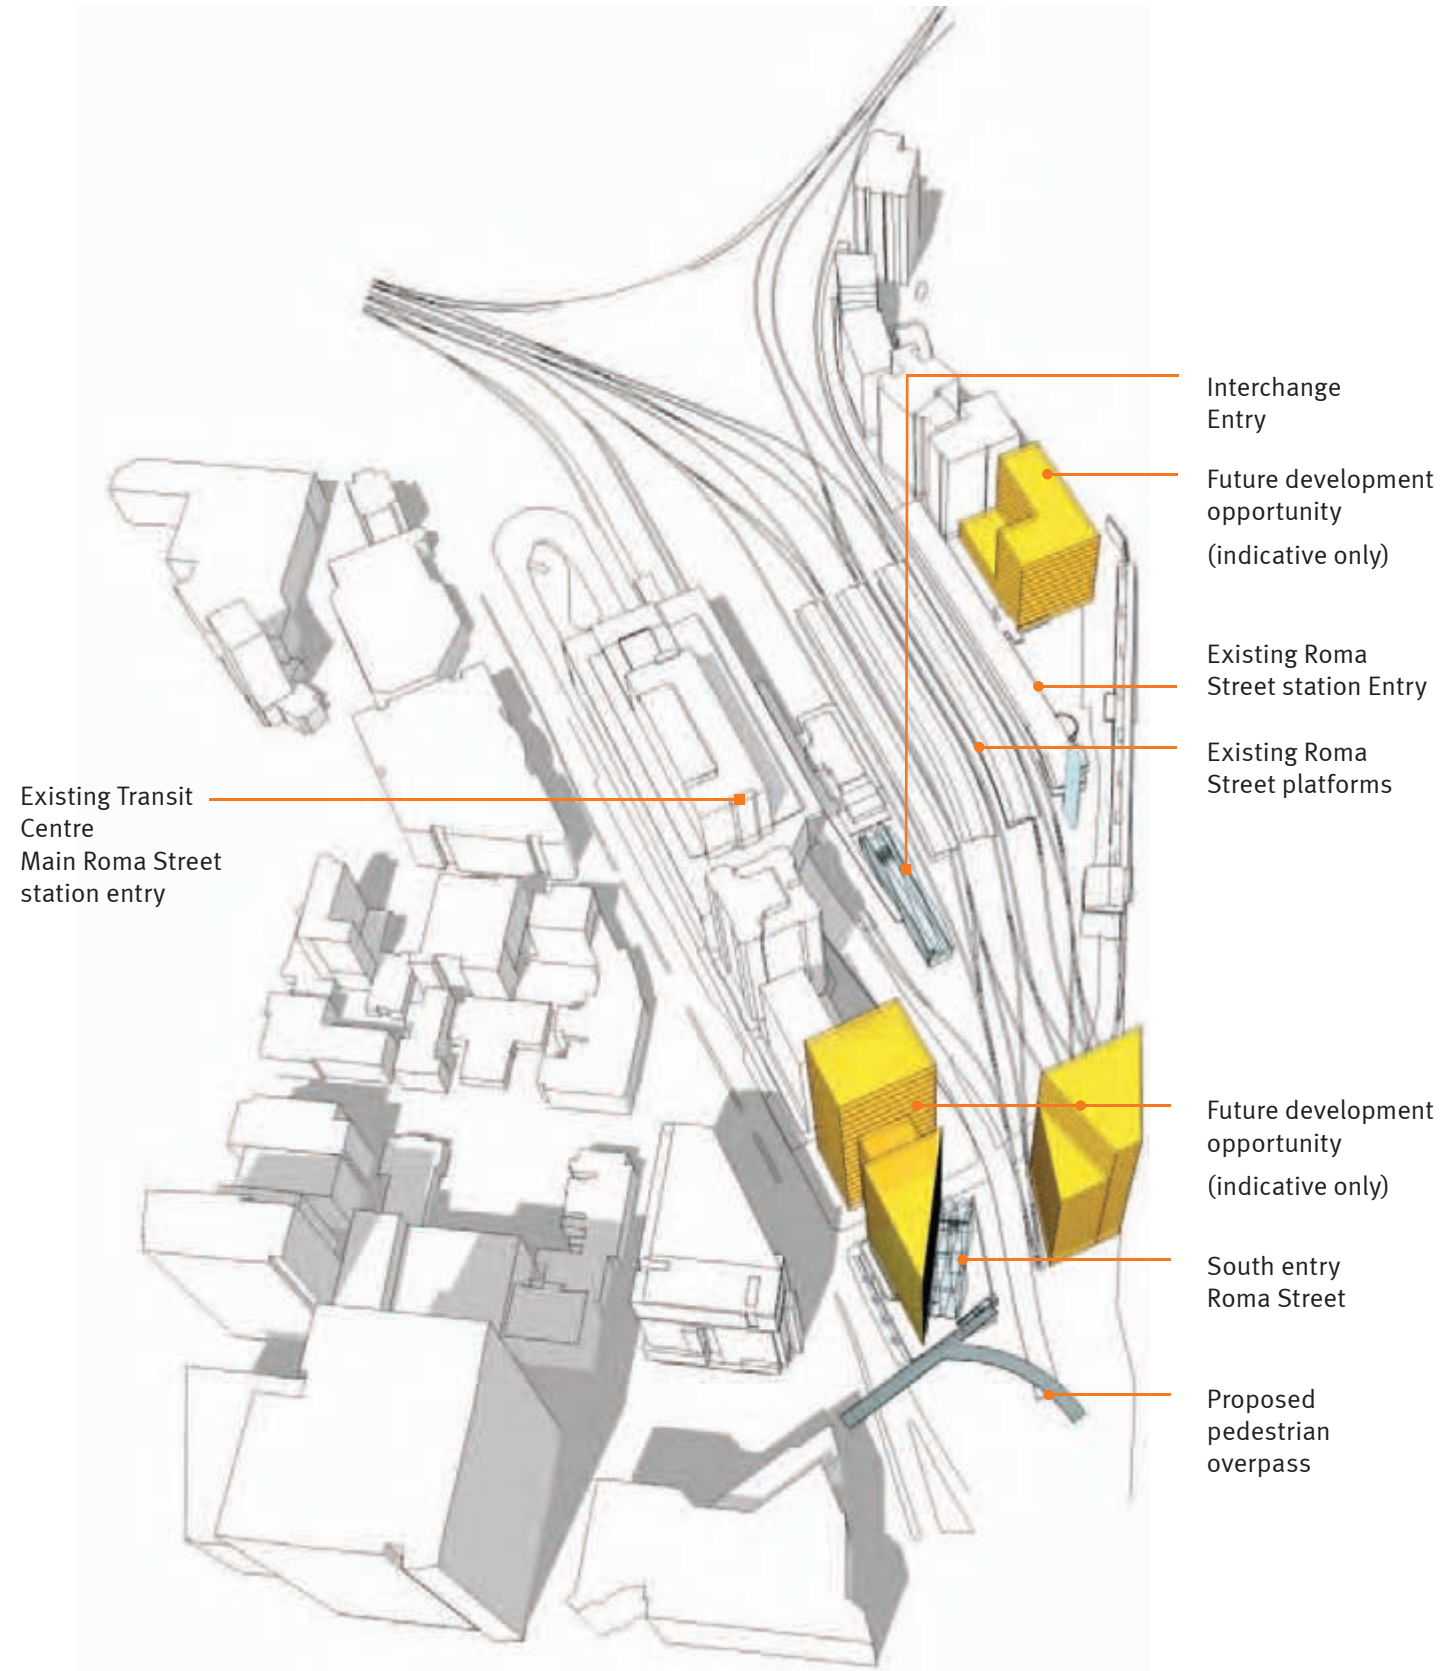 Interchange
Entry
Future development
opportunity
(indicative only)
Existing Roma
Street station Entry
Existing Roma
Street platforms
Existing Transit
Centre
Main Roma Street
station entry
Future development
opportunity
(indicative only)
South entry
Roma Street
Proposed
pedestrian
overpass